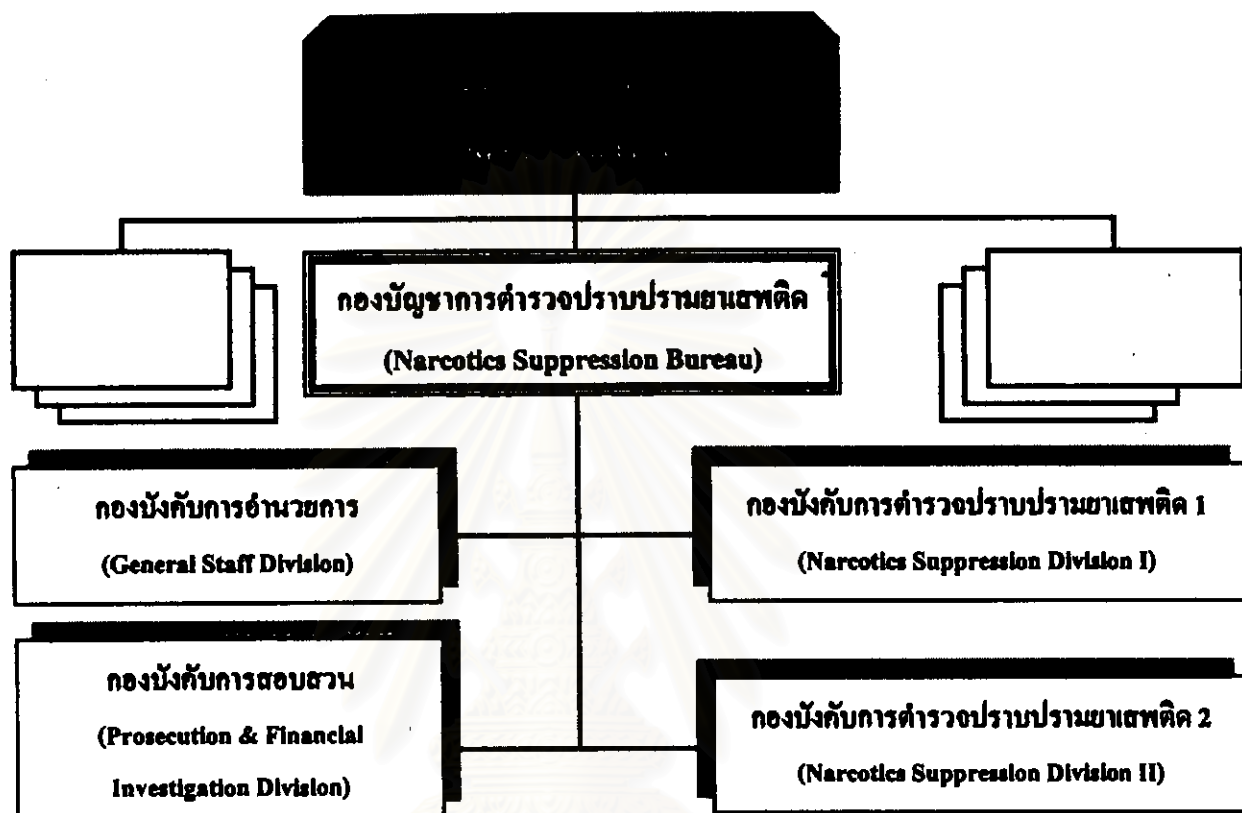 กองบัญชาการตำรวจปราบปรามยาเสพติด
(Narcotics Suppression Bureau)
กองบังคับการอำนวยการ
(General Staff Division)
กองบังคับการตำรวจปราบปรามยาเสพติด 1
(Narcotics Suppression Division I)
กองบังคับการสอบสวน
(Prosecution & Financial
Investigation Division)
กองบังคับการตำรวจปราบปรามยาเสพติด 2
(Narcotics Suppression Division II)